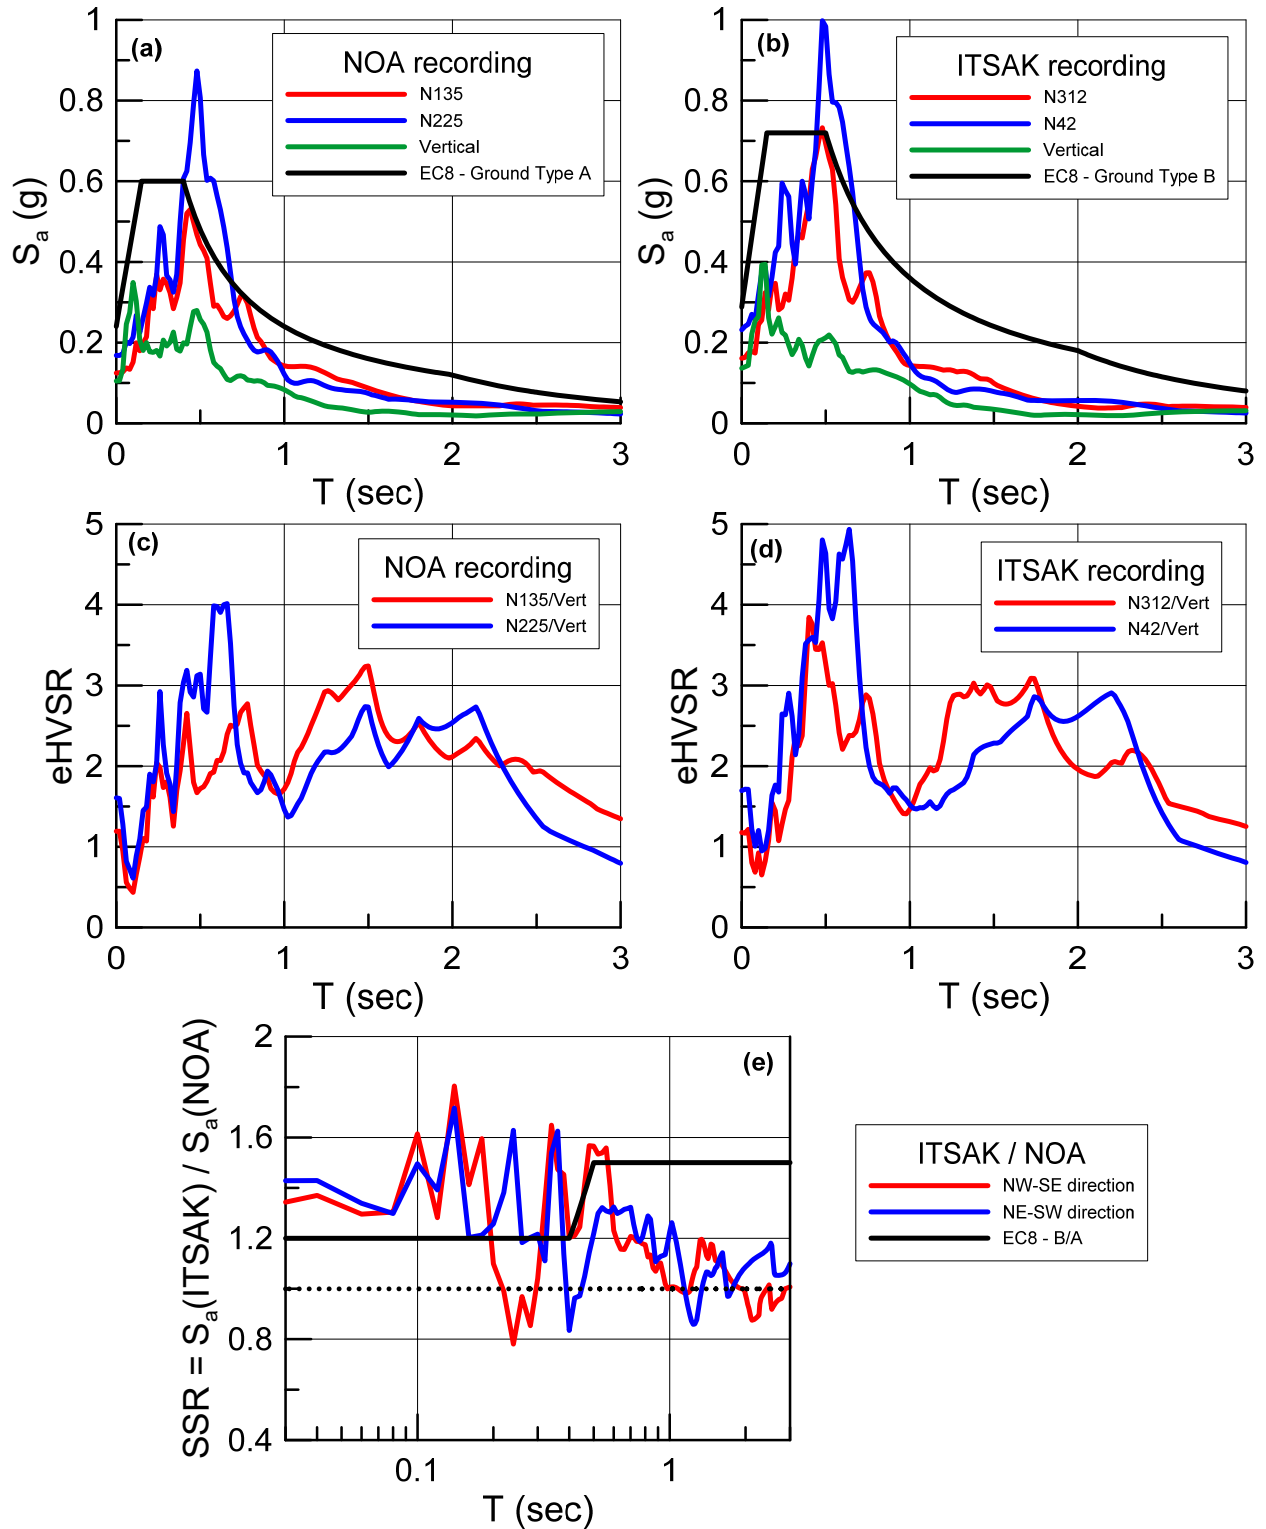 (a)
NOA recording
N135
N225
Vertical
EC8 - Ground Type A
1
0.8
0.6
0.4
0.2
0
Sa (g)
0 1 2 3
T (sec)
(b)
ITSAK recording
N312
N42
Vertical
EC8 - Ground Type B
1
0.8
0.6
0.4
0.2
0
Sa (g)
0 1 2 3
T (sec)
(c)
NOA recording
N135/Vert
N225/Vert
5
4
3
2
1
0
eHVSR
0 1 2 3
T (sec)
(d)
ITSAK recording
N312/Vert
N42/Vert
5
4
3
2
1
0
eHVSR
0 1 2 3
T (sec)
(e)
2
1.6
1.2
0.8
0.4
SSR = Sa(ITSAK) / Sa(NOA)
0.1 1
T (sec)
ITSAK / NOA
NW-SE direction
NE-SW direction
EC8 - B/A